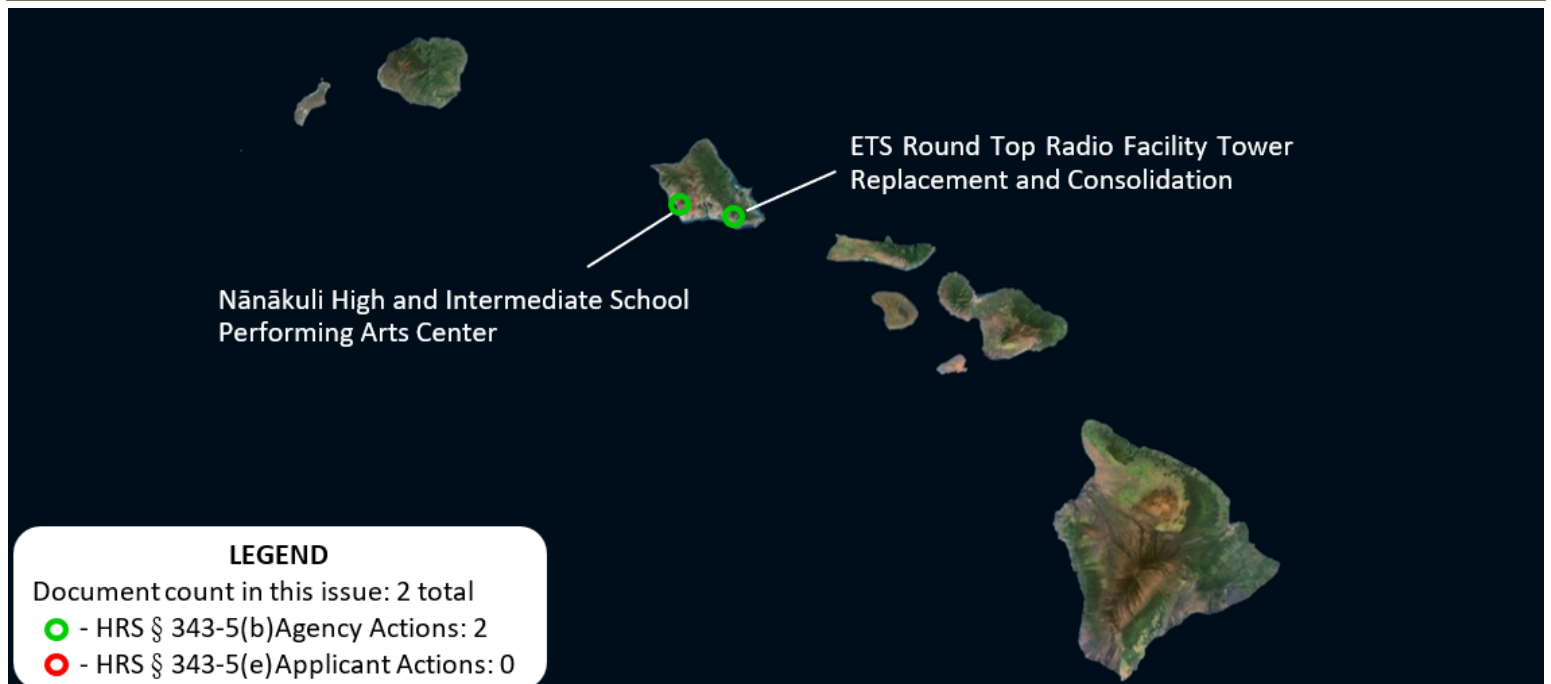 ETS Round Top Radio Facility Tower
Replacement and Consolidation
Nānākuli High and Intermediate School
Performing Arts Center
LEGEND
Document count in this issue: 2 total
- HRS § 343-5(b) Agency Actions: 2
- HRS § 343-5(e) Applicant Actions: 0